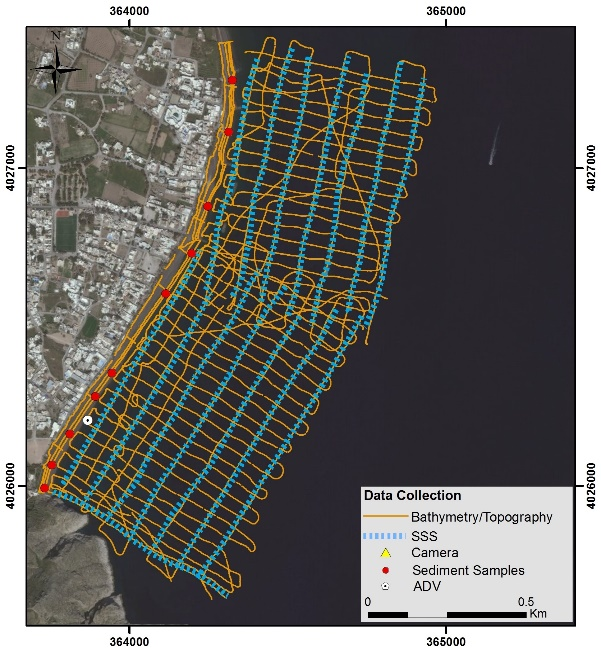 364000 365000
N
4027000 4027000
4026000 4026000
Data Collection
Bathymetry/Topography
SSS
Camera
Sediment Samples
ADV
0 0.5
Km
364000 365000